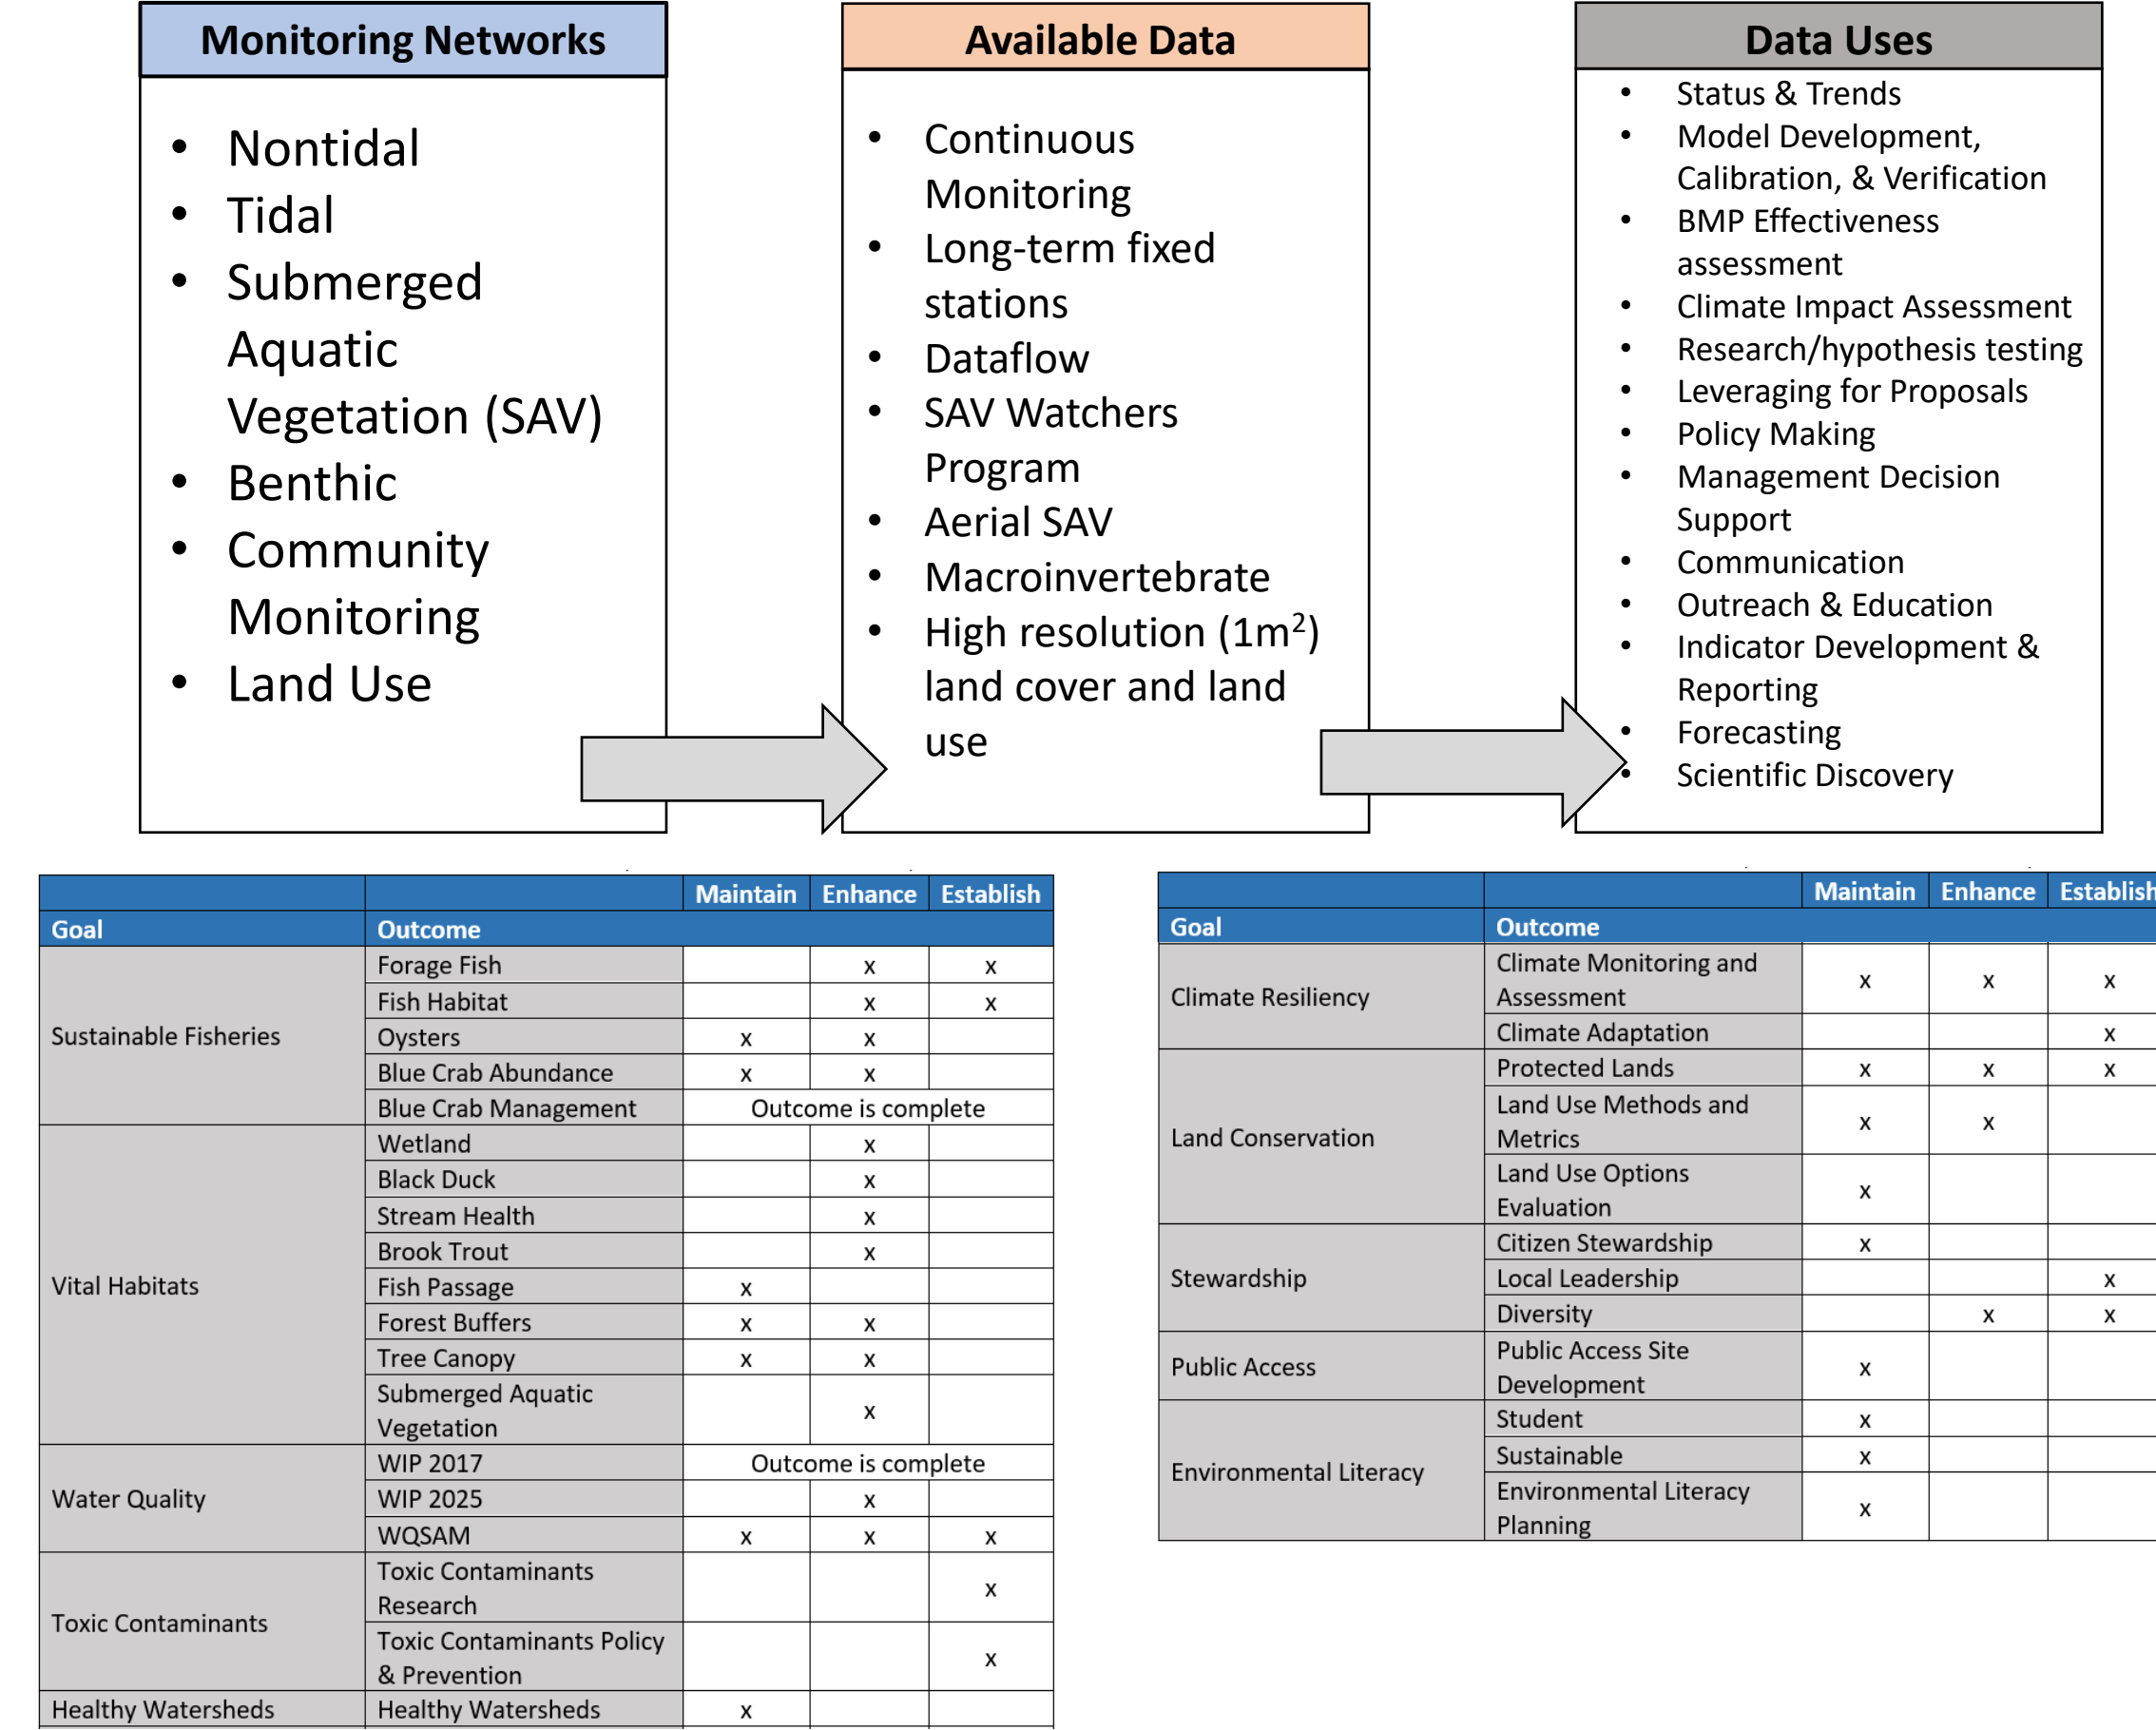 Monitoring Networks
• Nontidal
• Tidal
• Submerged
Aquatic
Vegetation (SAV)
• Benthic
• Community
Monitoring
• Land Use
Available Data
• Continuous
Monitoring
• Long-term fixed
stations
• Dataflow
• SAV Watchers
Program
• Aerial SAV
• Macroinvertebrate
• High resolution (1m²)
land cover and land
use
Data Uses
• Status & Trends
• Model Development,
Calibration, & Verification
• BMP Effectiveness
assessment
• Climate Impact Assessment
• Research/hypothesis testing
• Leveraging for Proposals
• Policy Making
• Management Decision
Support
• Communication
• Outreach & Education
• Indicator Development &
Reporting
• Forecasting
• Scientific Discovery
Maintain Enhance Establish
Goal Outcome
Sustainable Fisheries
Forage Fish x x
Fish Habitat x x
Oysters x x
Blue Crab Abundance x x
Blue Crab Management Outcome is complete
Vital Habitats
Wetland x
Black Duck x
Stream Health x
Brook Trout x
Fish Passage x
Forest Buffers x x
Tree Canopy x x
Submerged Aquatic
Vegetation x
Water Quality
WIP 2017 Outcome is complete
WIP 2025 x
WQSAM x x x
Toxic Contaminants
Toxic Contaminants
Research x
Toxic Contaminants Policy
& Prevention x
Healthy Watersheds Healthy Watersheds x
Maintain Enhance Establish
Goal Outcome
Climate Resiliency
Climate Monitoring and
Assessment x x x
Climate Adaptation x
Land Conservation
Protected Lands x x x
Land Use Methods and
Metrics x x
Land Use Options
Evaluation x
Stewardship
Citizen Stewardship x
Local Leadership x
Diversity x x
Public Access
Public Access Site
Development x
Environmental Literacy
Student x
Sustainable x
Environmental Literacy
Planning x